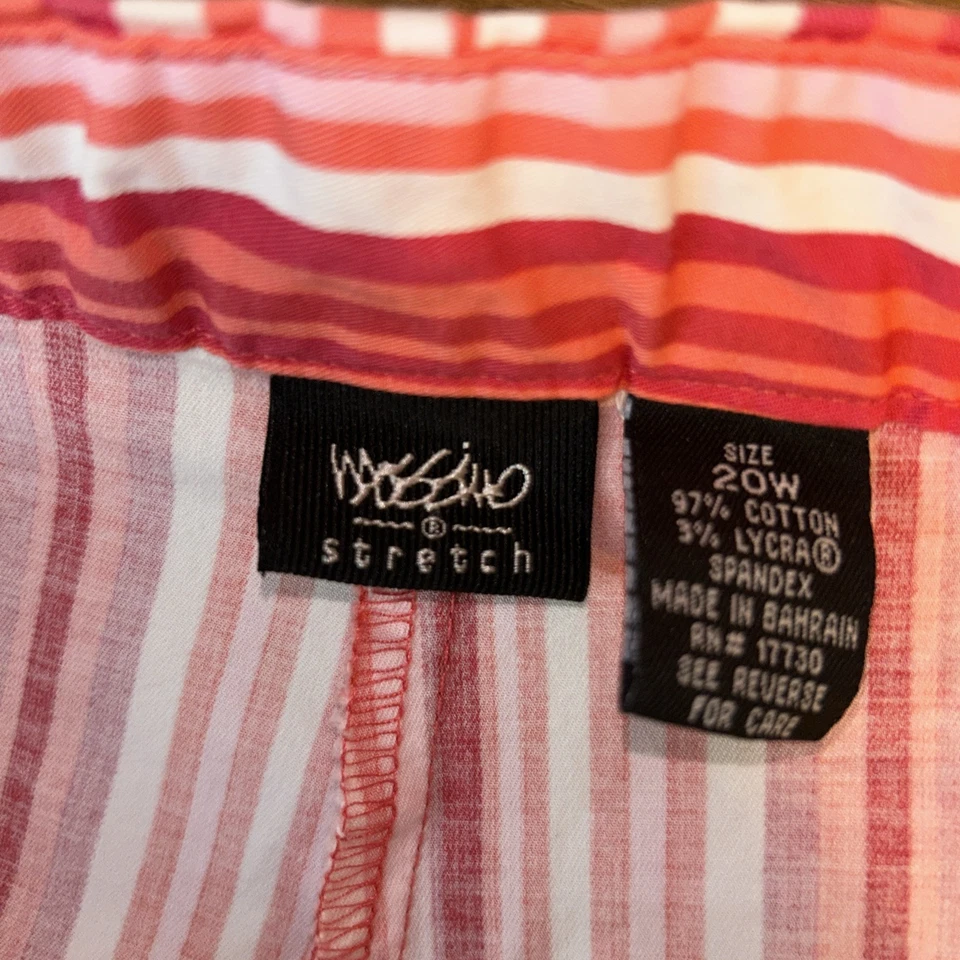 mossimo
®
stretch
SIZE
20W
97% COTTON
3% LYCRA®
SPANDEX
MADE IN BAHRAIN
RN# 17730
SEE REVERSE
FOR CARE